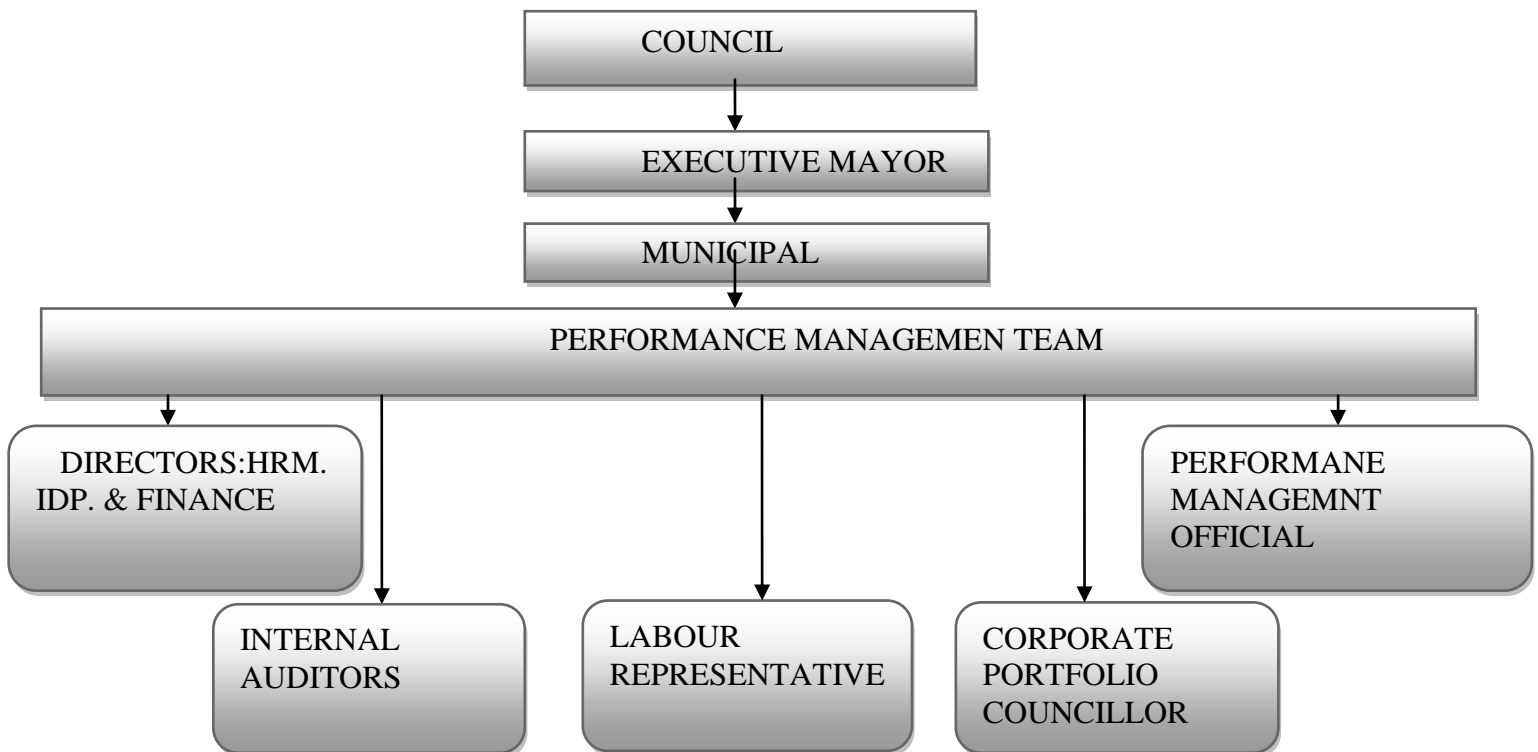 COUNCIL
EXECUTIVE MAYOR
MUNICIPAL
PERFORMANCE MANAGEMEN TEAM
DIRECTORS:HRM.
IDP. & FINANCE
PERFORMANE
MANAGEMNT
OFFICIAL
INTERNAL
AUDITORS
LABOUR
REPRESENTATIVE
CORPORATE
PORTFOLIO
COUNCILLOR